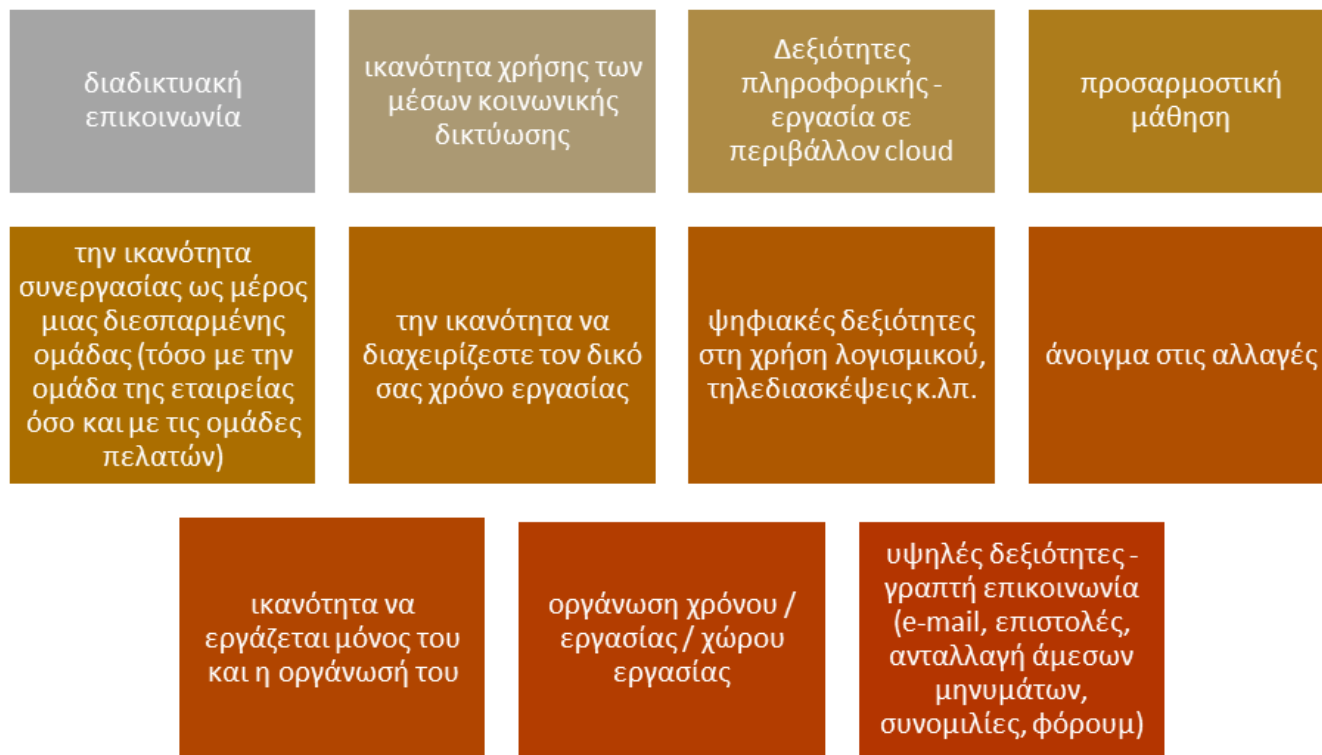 διαδικτυακή
επικοινωνία
ικανότητα χρήσης των
μέσων κοινωνικής
δικτύωσης
Δεξιότητες
πληροφορικής -
εργασία σε
περιβάλλον cloud
προσαρμοστική
μάθηση
την ικανότητα
συνεργασίας ως μέρος
μιας διεσπαρμένης
ομάδας (τόσο με την
ομάδα της εταιρείας
όσο και με τις ομάδες
πελατών)
την ικανότητα να
διαχειρίζεστε τον δικό
σας χρόνο εργασίας
ψηφιακές δεξιότητες
στη χρήση λογισμικού,
τηλεδιασκέψεις κ.λπ.
άνοιγμα στις αλλαγές
ικανότητα να
εργάζεται μόνος του
και η οργάνωσή του
οργάνωση χρόνου /
εργασίας / χώρου
εργασίας
υψηλές δεξιότητες -
γραπτή επικοινωνία
(e-mail, επιστολές,
ανταλλαγή άμεσων
μηνυμάτων,
συνομιλίες, φόρουμ)